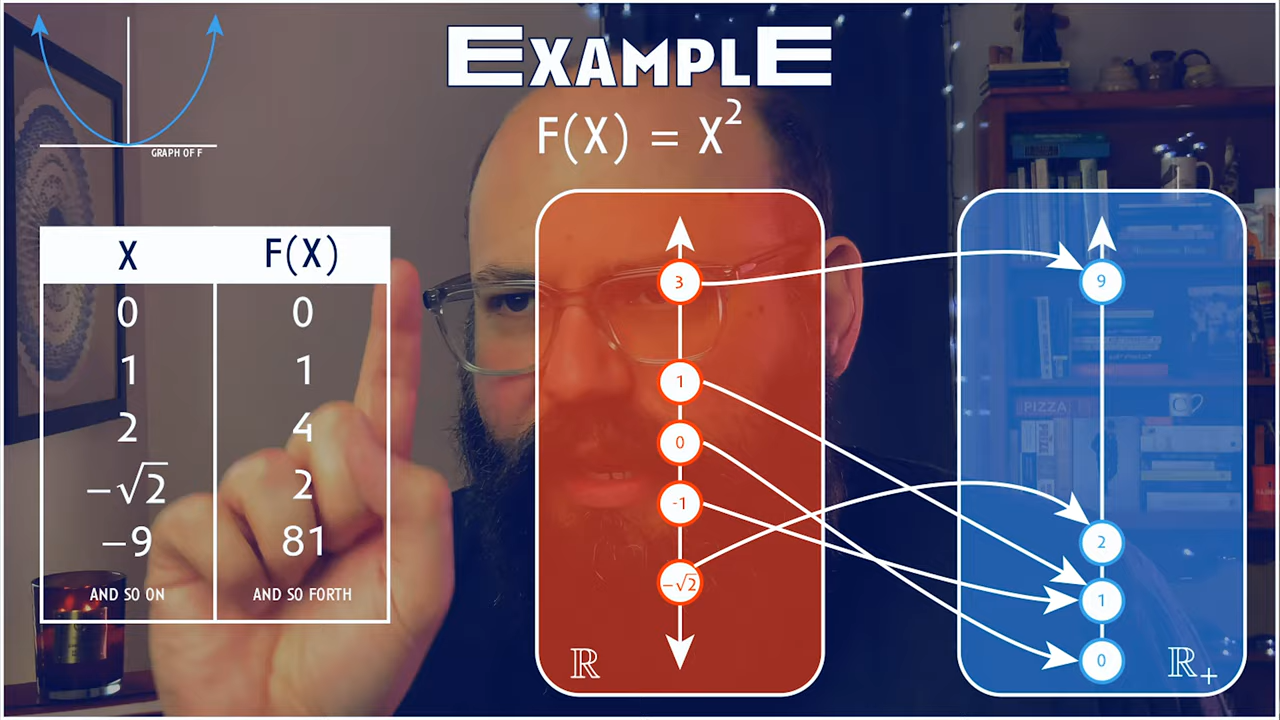 EXAMPLE
F(X) = X²
GRAPH OF F
X F(X)
0 0
1 1
2 4
−√2 2
−9 81
AND SO ON AND SO FORTH
3
1
0
-1
−√2
ℝ
9
2
1
0
ℝ₊
PIZZA